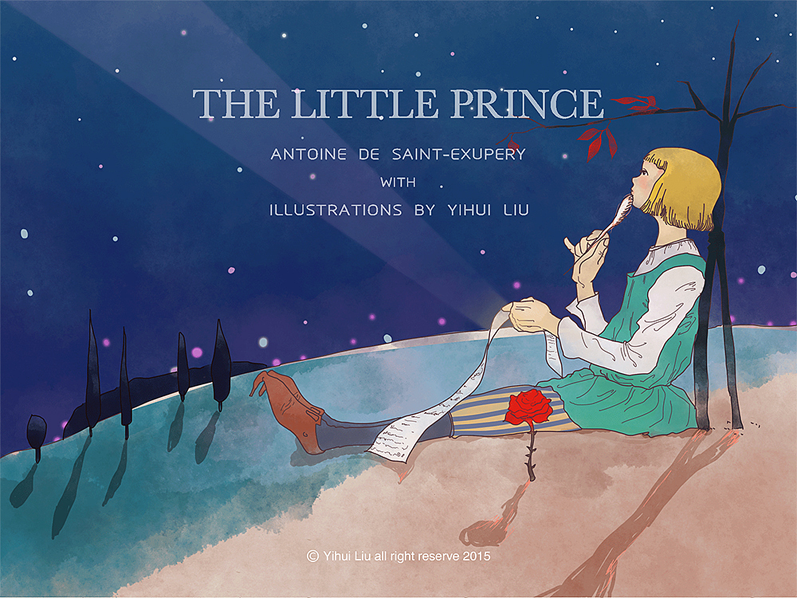 THE LITTLE PRINCE
ANTOINE DE SAINT-EXUPERY
WITH
ILLUSTRATIONS BY YIHUI LIU
© Yihui Liu all right reserve 2015